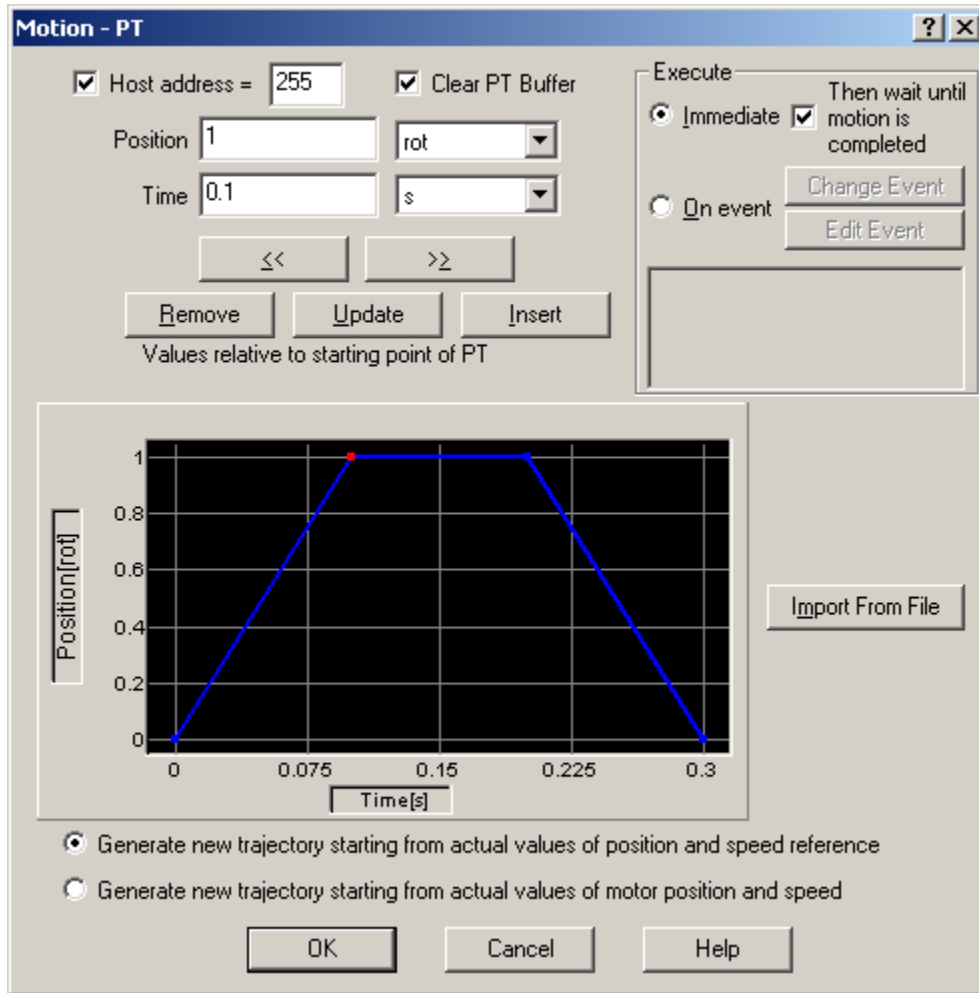 Motion - PT
Host address = 255
Clear PT Buffer
Position 1 rot
Time 0.1 s
<< >>
Remove Update Insert
Values relative to starting point of PT
Execute
Immediate
Then wait until
motion is
completed
On event
Change Event
Edit Event
Position[rot]
1
0.8
0.6
0.4
0.2
0
0 0.075 0.15 0.225 0.3
Time[s]
Import From File
Generate new trajectory starting from actual values of position and speed reference
Generate new trajectory starting from actual values of motor position and speed
OK Cancel Help